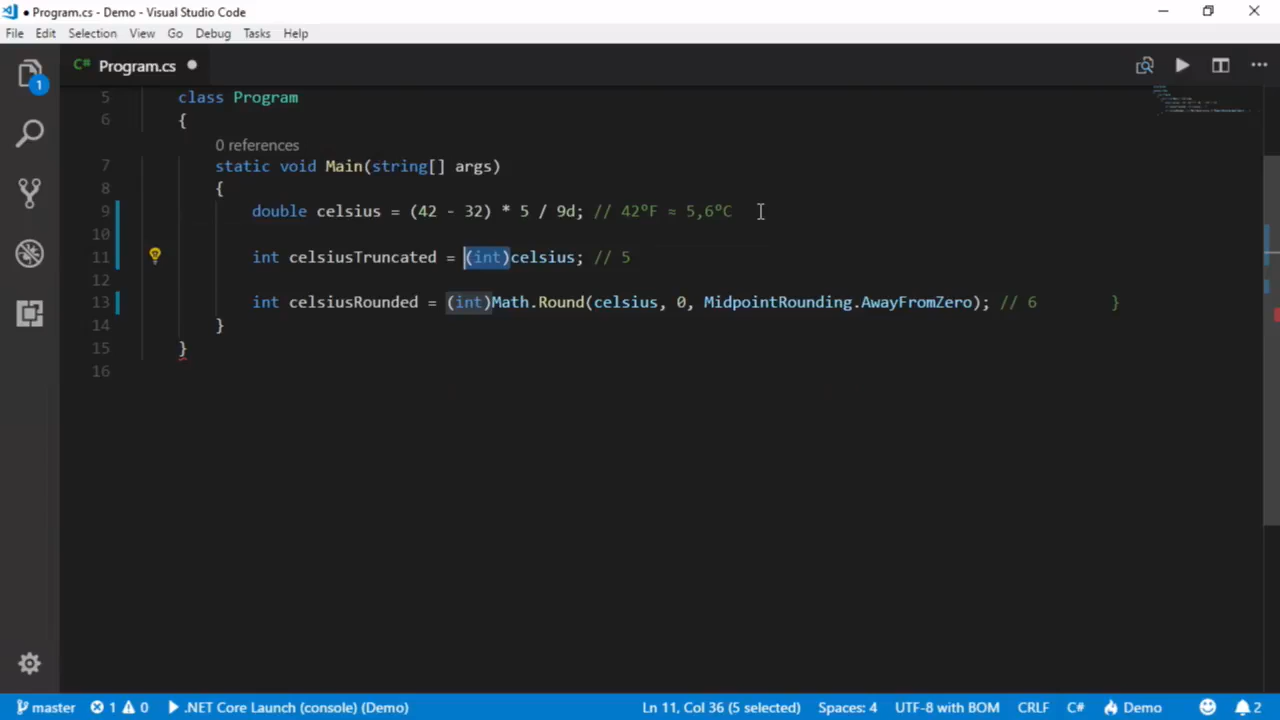 ● Program.cs - Demo - Visual Studio Code
File Edit Selection View Go Debug Tasks Help
C# Program.cs ●
1
5 class Program
6 {
0 references
7 static void Main(string[] args)
8 {
9 double celsius = (42 - 32) * 5 / 9d; // 42ºF ≈ 5,6ºC
10
11 int celsiusTruncated = (int)celsius; // 5
12
13 int celsiusRounded = (int)Math.Round(celsius, 0, MidpointRounding.AwayFromZero); // 6 }
14 }
15 }
16
master 1 0 .NET Core Launch (console) (Demo) Ln 11, Col 36 (5 selected) Spaces: 4 UTF-8 with BOM CRLF C# Demo 2